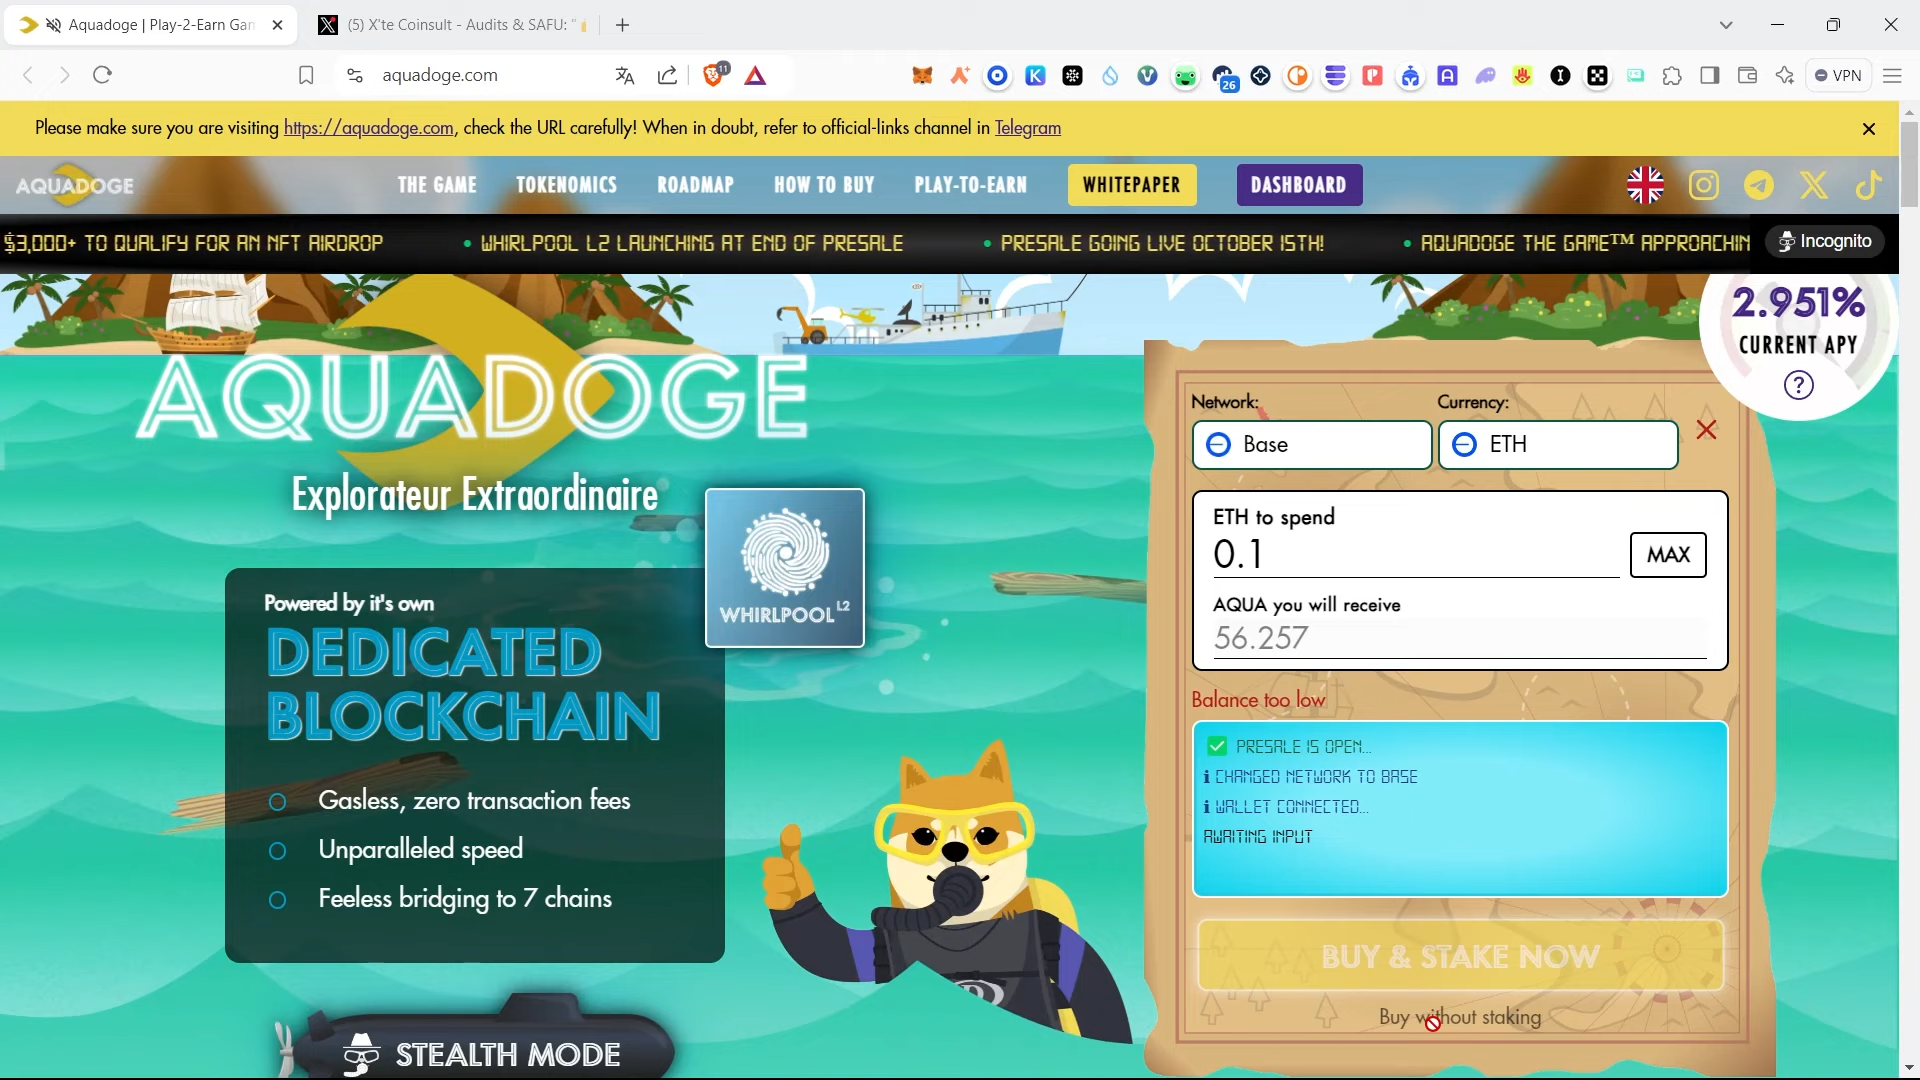 Aquadoge | Play-2-Earn Gan
(5) X'te Coinsult - Audits & SAFU: "
aquadoge.com
11
26
VPN
Please make sure you are visiting https://aquadoge.com, check the URL carefully! When in doubt, refer to official-links channel in Telegram
AQUADOGE
THE GAME
TOKENOMICS
ROADMAP
HOW TO BUY
PLAY-TO-EARN
WHITEPAPER
DASHBOARD
$3,000+ TO QUALIFY FOR AN NFT AIRDROP
• WHIRLPOOL L2 LAUNCHING AT END OF PRESALE
• PRESALE GOING LIVE OCTOBER 15TH!
• AQUADOGE THE GAME™ APPROACHIN
Incognito
2.951%
CURRENT APY
?
AQUADOGE
Explorateur Extraordinaire
WHIRLPOOL L2
Powered by it's own
DEDICATED
BLOCKCHAIN
Gasless, zero transaction fees
Unparalleled speed
Feeless bridging to 7 chains
STEALTH MODE
Network:
Currency:
Base
ETH
ETH to spend
0.1
MAX
AQUA you will receive
56.257
Balance too low
PRESALE IS OPEN...
i CHANGED NETWORK TO BASE
i WALLET CONNECTED...
AWAITING INPUT
BUY & STAKE NOW
Buy without staking